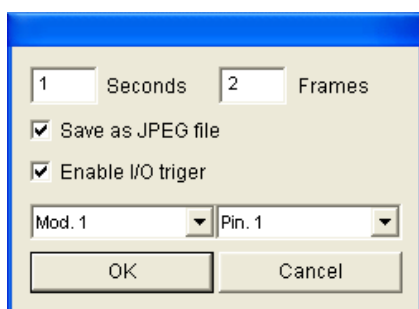 1 Seconds 2 Frames
Save as JPEG file
Enable I/O triger
Mod. 1 Pin. 1
OK Cancel